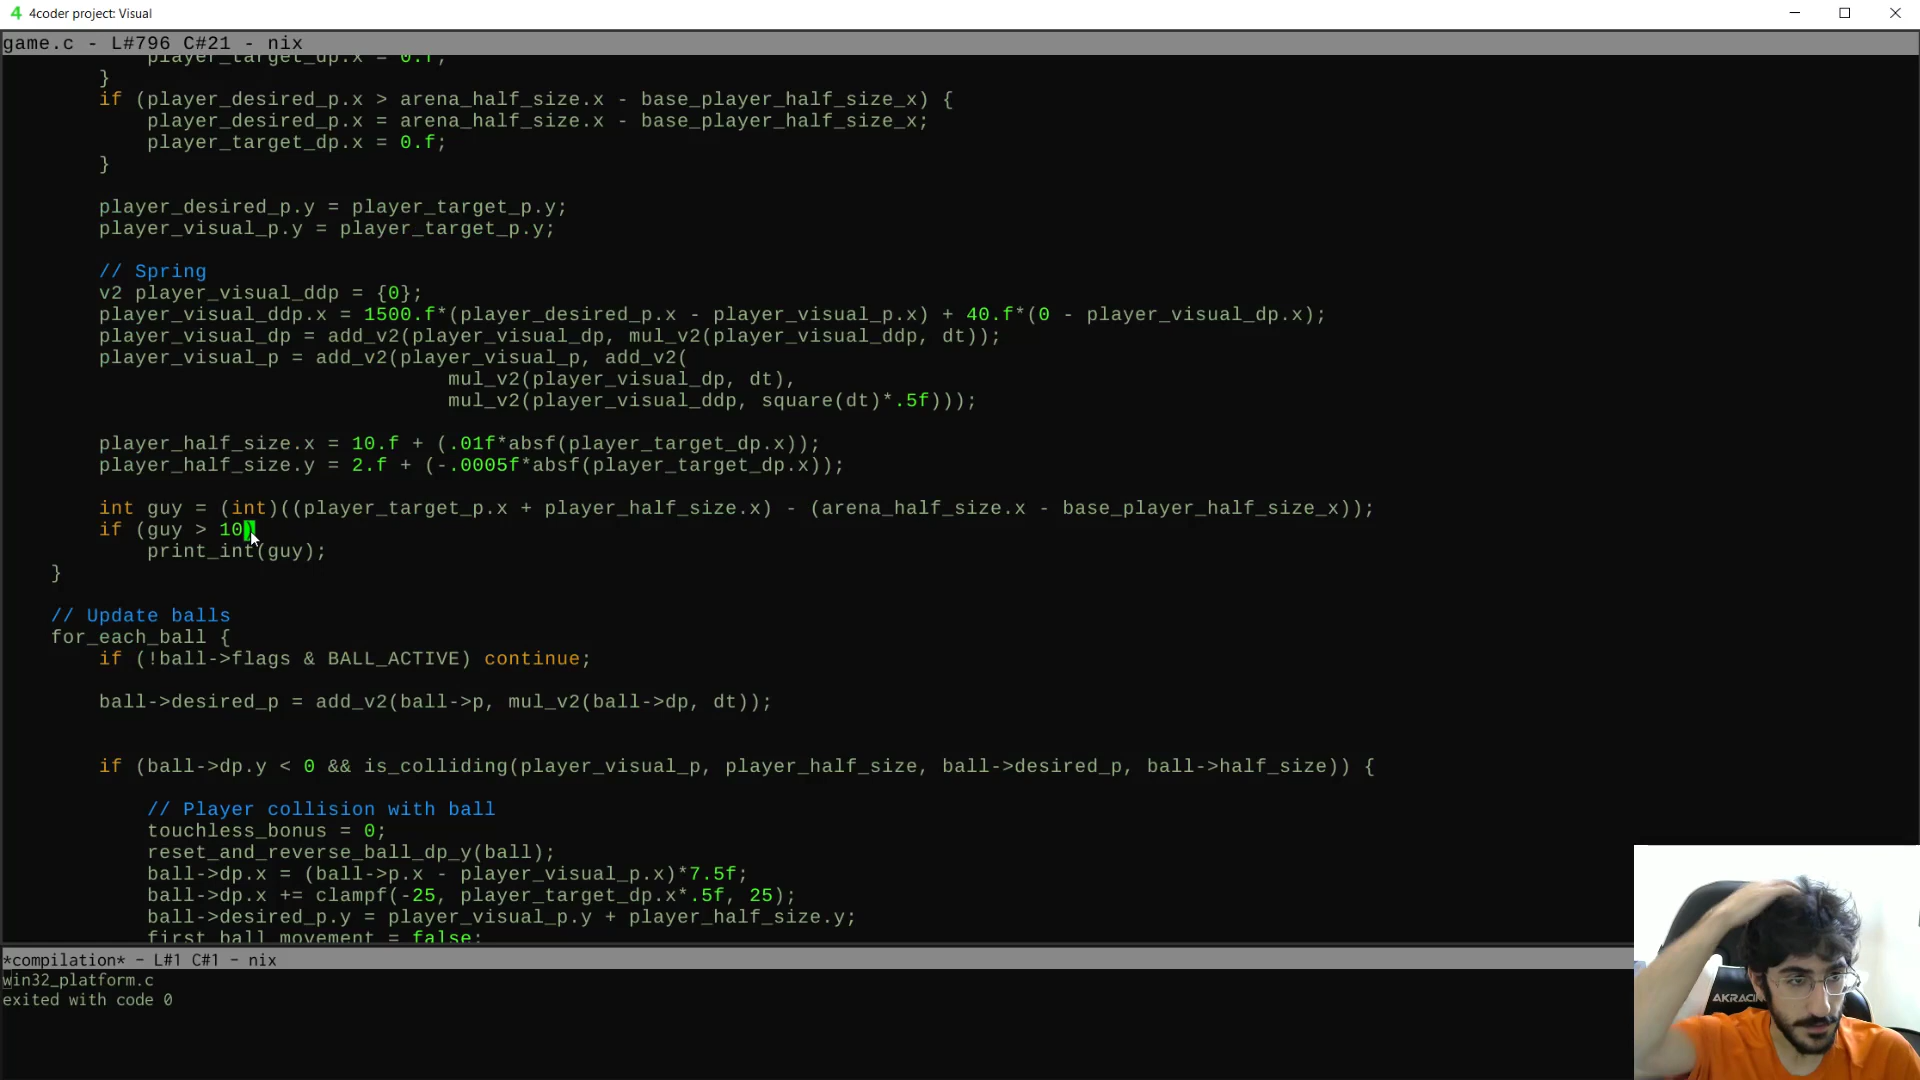 4 4coder project: Visual
game.c - L#796 C#21 - nix
player_target_dp.x = 0.f;
}
if (player_desired_p.x > arena_half_size.x - base_player_half_size_x) {
player_desired_p.x = arena_half_size.x - base_player_half_size_x;
player_target_dp.x = 0.f;
}
player_desired_p.y = player_target_p.y;
player_visual_p.y = player_target_p.y;
// Spring
v2 player_visual_ddp = {0};
player_visual_ddp.x = 1500.f*(player_desired_p.x - player_visual_p.x) + 40.f*(0 - player_visual_dp.x);
player_visual_dp = add_v2(player_visual_dp, mul_v2(player_visual_ddp, dt));
player_visual_p = add_v2(player_visual_p, add_v2(
mul_v2(player_visual_dp, dt),
mul_v2(player_visual_ddp, square(dt)*.5f)));
player_half_size.x = 10.f + (.01f*absf(player_target_dp.x));
player_half_size.y = 2.f + (-.0005f*absf(player_target_dp.x));
int guy = (int)((player_target_p.x + player_half_size.x) - (arena_half_size.x - base_player_half_size_x));
if (guy > 10)
print_int(guy);
}
// Update balls
for_each_ball {
if (!ball->flags & BALL_ACTIVE) continue;
ball->desired_p = add_v2(ball->p, mul_v2(ball->dp, dt));
if (ball->dp.y < 0 && is_colliding(player_visual_p, player_half_size, ball->desired_p, ball->half_size)) {
// Player collision with ball
touchless_bonus = 0;
reset_and_reverse_ball_dp_y(ball);
ball->dp.x = (ball->p.x - player_visual_p.x)*7.5f;
ball->dp.x += clampf(-25, player_target_dp.x*.5f, 25);
ball->desired_p.y = player_visual_p.y + player_half_size.y;
first_ball_movement = false;
*compilation* - L#1 C#1 - nix
win32_platform.c
exited with code 0
AKRACIN